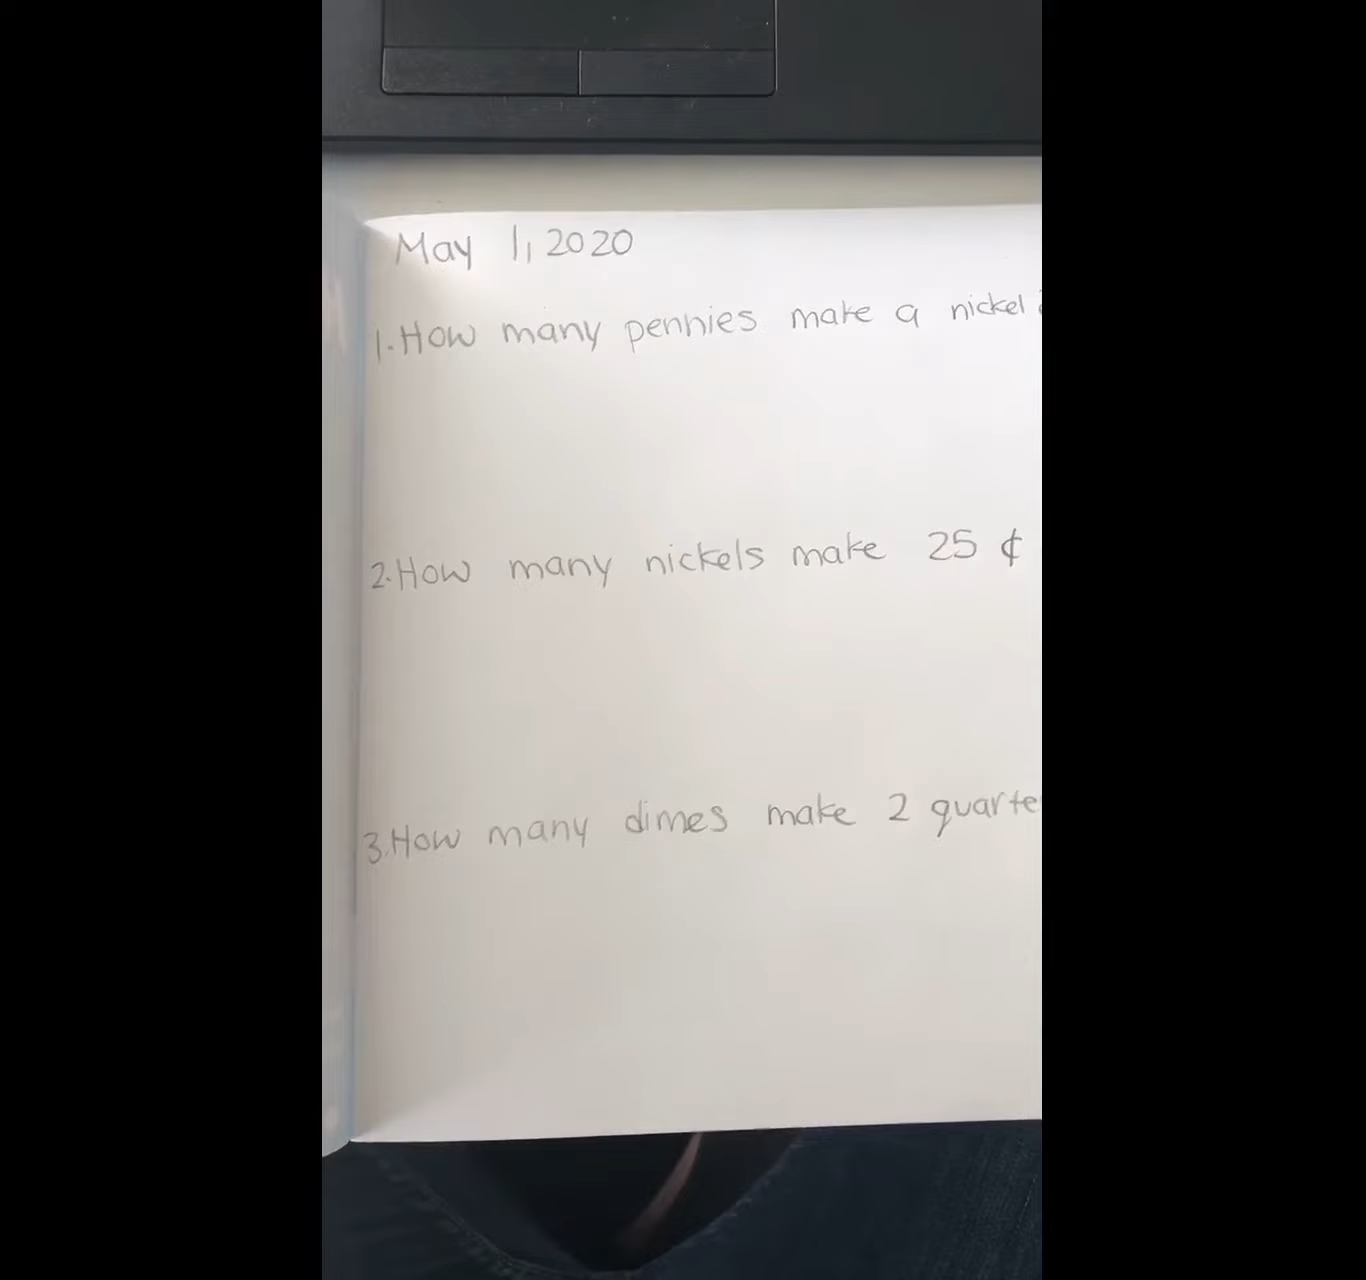 May 1, 2020
1. How many pennies make a nickel
2. How many nickels make 25 ¢
3. How many dimes make 2 quarte